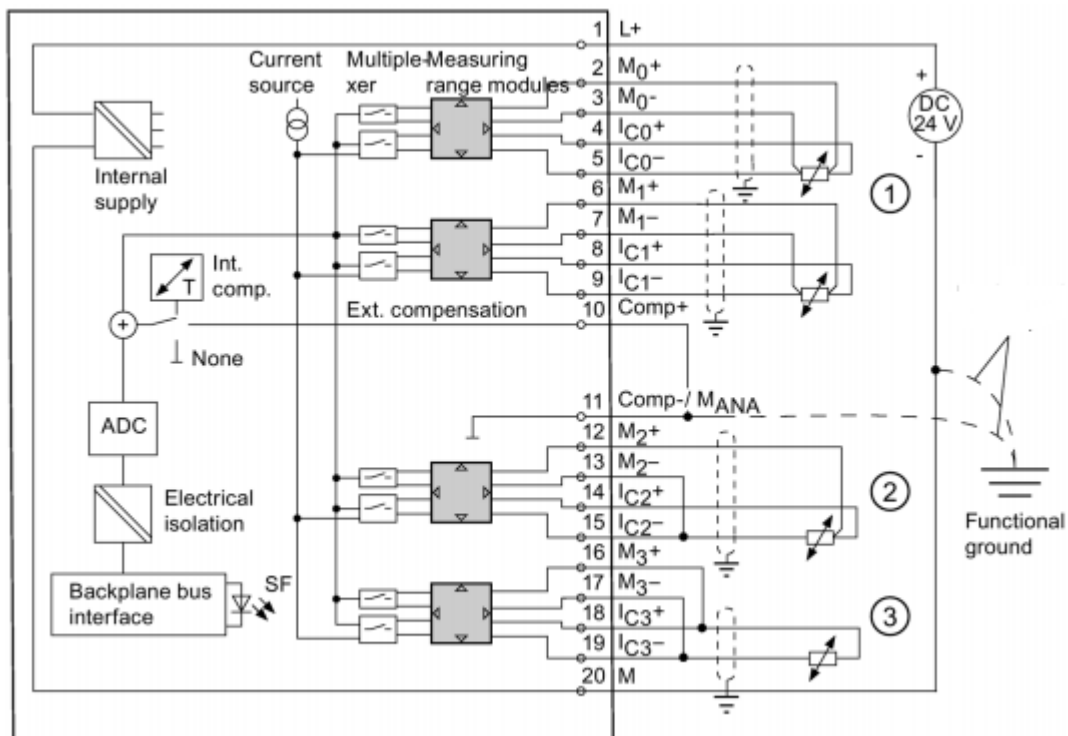 Current source
Multiple-xer
Measuring range modules
Internal supply
Int. comp.
T
+
None
Ext. compensation
ADC
Electrical isolation
Backplane bus interface
SF
1 L+
2 M0+
3 M0-
4 IC0+
5 IC0-
6 M1+
7 M1-
8 IC1+
9 IC1-
10 Comp+
11 Comp-/ MANA
12 M2+
13 M2-
14 IC2+
15 IC2-
16 M3+
17 M3-
18 IC3+
19 IC3-
20 M
+
DC 24 V
-
1
2
3
Functional ground